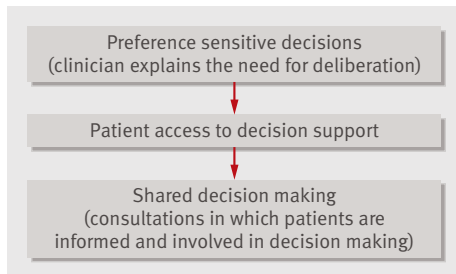 Preference sensitive decisions
(clinician explains the need for deliberation)
Patient access to decision support
Shared decision making
(consultations in which patients are
informed and involved in decision making)